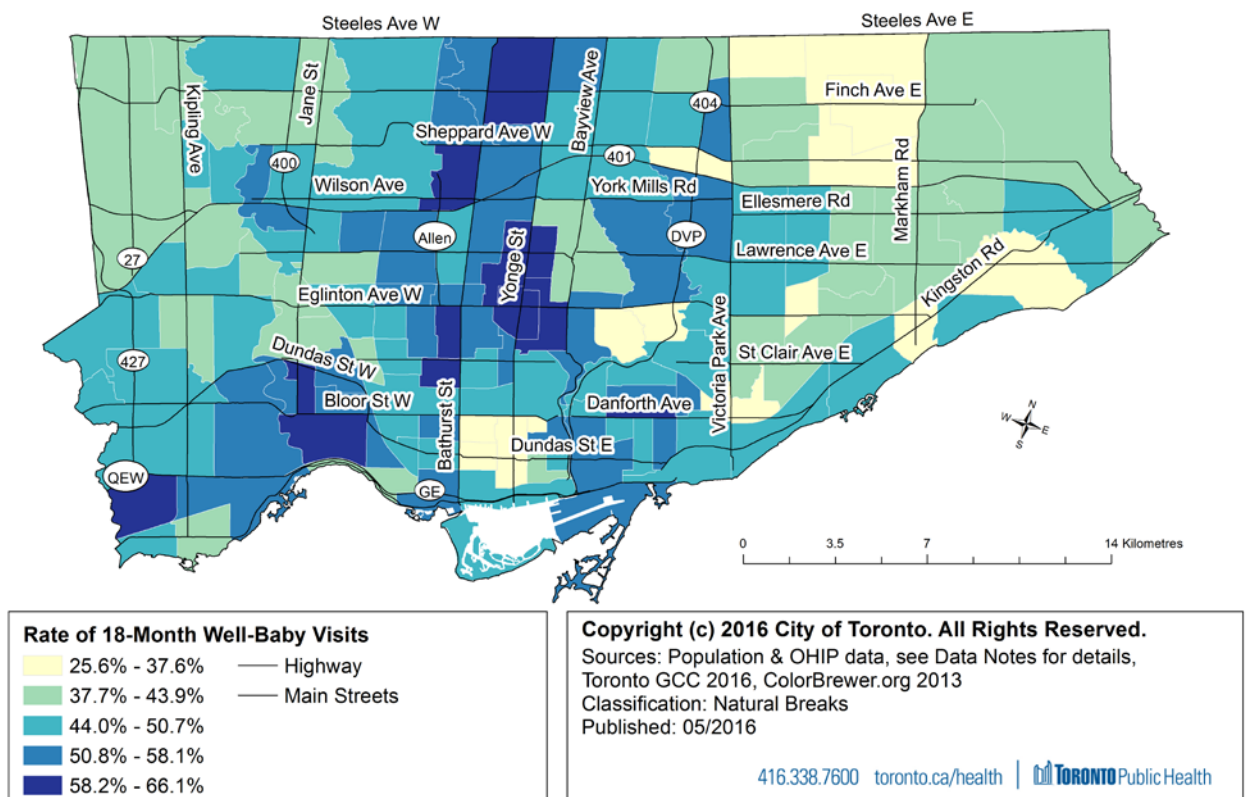 Steeles Ave W
Steeles Ave E
Kipling Ave
Jane St
Bayview Ave
404
Finch Ave E
Sheppard Ave W
Markham Rd
400
401
Wilson Ave
York Mills Rd
Ellesmere Rd
Allen
DVP
27
Yonge St
Lawrence Ave E
Kingston Rd
Eglinton Ave W
Victoria Park Ave
427
Dundas St W
St Clair Ave E
Bloor St W
Bathurst St
Danforth Ave
Dundas St E
N
W
E
S
QEW
GE
0 3.5 7 14 Kilometres
Rate of 18-Month Well-Baby Visits
25.6% - 37.6%
37.7% - 43.9%
44.0% - 50.7%
50.8% - 58.1%
58.2% - 66.1%
Highway
Main Streets
Copyright (c) 2016 City of Toronto. All Rights Reserved.
Sources: Population & OHIP data, see Data Notes for details,
Toronto GCC 2016, ColorBrewer.org 2013
Classification: Natural Breaks
Published: 05/2016
416.338.7600 toronto.ca/health TORONTO Public Health